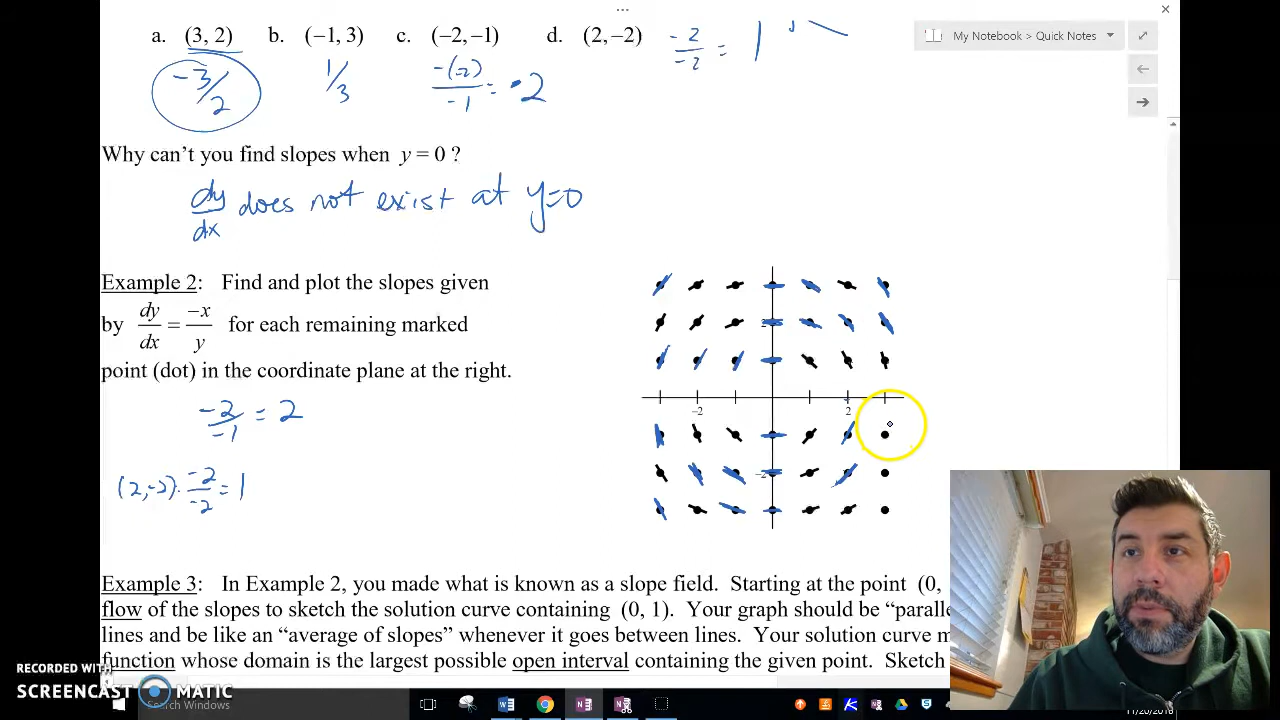 a. (3, 2) b. (−1, 3) c. (−2, −1) d. (2, −2) -2/-2 = 1
-3/2 1/3 -(-2)/-1 = 2
My Notebook > Quick Notes
Why can't you find slopes when y = 0 ?
dy/dx does not exist at y=0
Example 2: Find and plot the slopes given
by dy/dx = −x/y for each remaining marked
point (dot) in the coordinate plane at the right.
-2/-1 = 2
(2,-2): -2/-2 = 1
2
−2 2
−2
Example 3: In Example 2, you made what is known as a slope field. Starting at the point (0,
flow of the slopes to sketch the solution curve containing (0, 1). Your graph should be “paralle
lines and be like an “average of slopes” whenever it goes between lines. Your solution curve m
function whose domain is the largest possible open interval containing the given point. Sketch
RECORDED WITH
SCREENCAST MATIC
Search Windows
11/20/2018